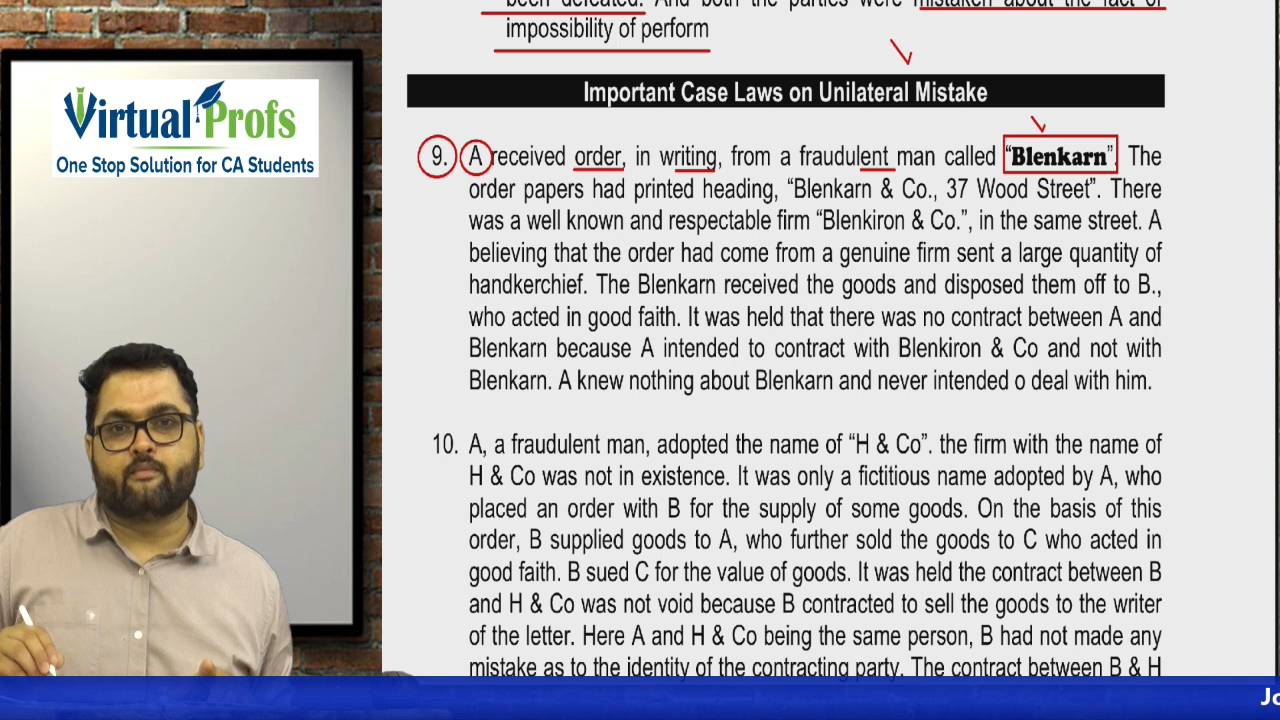 been defeated. And both the parties were mistaken about the fact of
impossibility of perform
Important Case Laws on Unilateral Mistake
9. A received order, in writing, from a fraudulent man called “Blenkarn”. The
order papers had printed heading, “Blenkarn & Co., 37 Wood Street”. There
was a well known and respectable firm “Blenkiron & Co.”, in the same street. A
believing that the order had come from a genuine firm sent a large quantity of
handkerchief. The Blenkarn received the goods and disposed them off to B.,
who acted in good faith. It was held that there was no contract between A and
Blenkarn because A intended to contract with Blenkiron & Co and not with
Blenkarn. A knew nothing about Blenkarn and never intended o deal with him.
10. A, a fraudulent man, adopted the name of “H & Co”. the firm with the name of
H & Co was not in existence. It was only a fictitious name adopted by A, who
placed an order with B for the supply of some goods. On the basis of this
order, B supplied goods to A, who further sold the goods to C who acted in
good faith. B sued C for the value of goods. It was held the contract between B
and H & Co was not void because B contracted to sell the goods to the writer
of the letter. Here A and H & Co being the same person, B had not made any
mistake as to the identity of the contracting party. The contract between B & H
Virtual Profs
One Stop Solution for CA Students